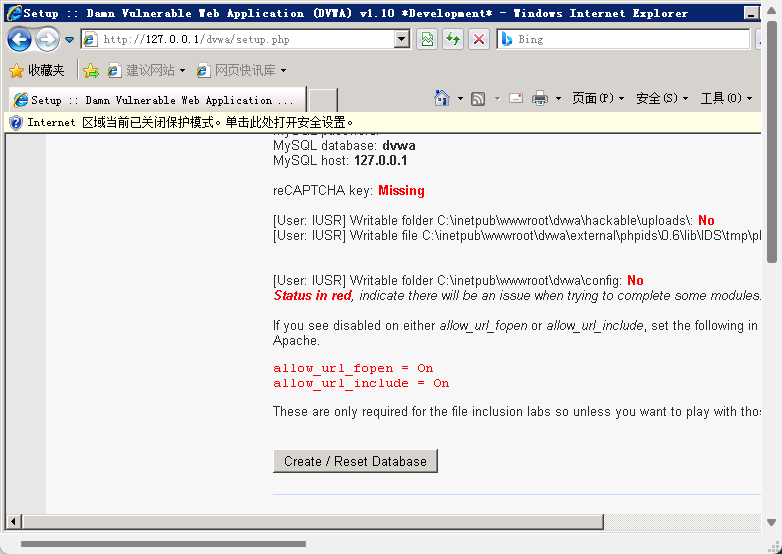 Setup :: Damn Vulnerable Web Application (DVWA) v1.10 *Development* - Windows Internet Explorer
http://127.0.0.1/dvwa/setup.php
Bing
收藏夹
建议网站
网页快讯库
Setup :: Damn Vulnerable Web Application ...
页面(P)
安全(S)
工具(O)
Internet 区域当前已关闭保护模式。单击此处打开安全设置。
MySQL database: dvwa
MySQL host: 127.0.0.1
reCAPTCHA key: Missing
[User: IUSR] Writable folder C:\inetpub\wwwroot\dvwa\hackable\uploads\: No
[User: IUSR] Writable file C:\inetpub\wwwroot\dvwa\external\phpids\0.6\lib\IDS\tmp\
[User: IUSR] Writable folder C:\inetpub\wwwroot\dvwa\config: No
Status in red, indicate there will be an issue when trying to complete some modules.
If you see disabled on either allow_url_fopen or allow_url_include, set the following in
Apache.
allow_url_fopen = On
allow_url_include = On
These are only required for the file inclusion labs so unless you want to play with
Create / Reset Database